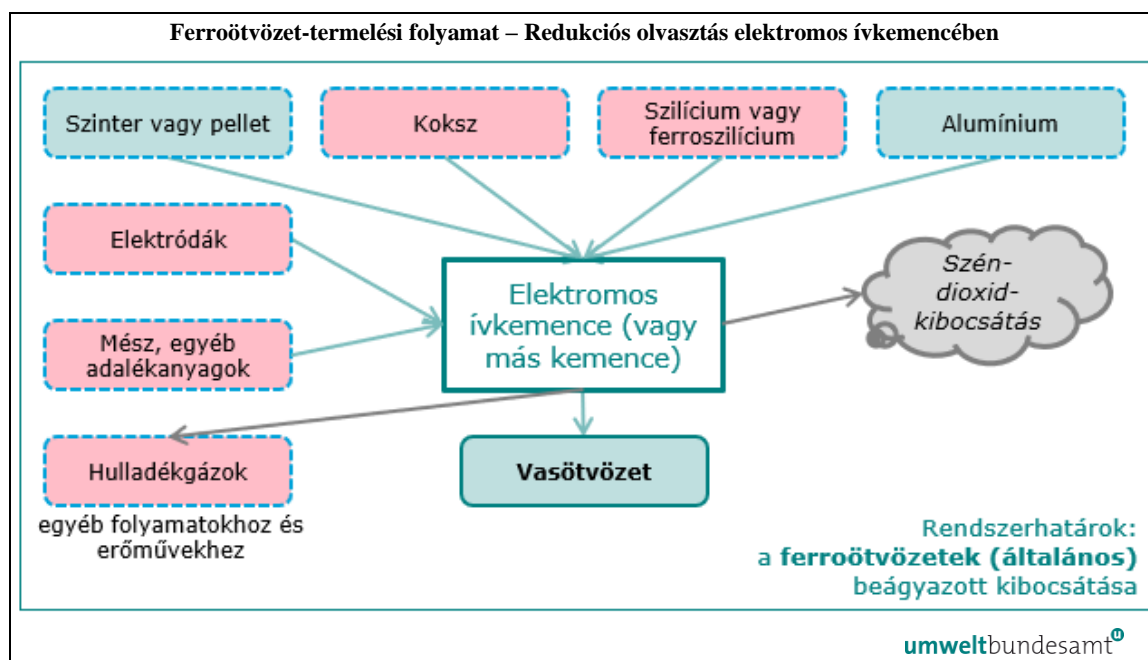 Ferroötvözet-termelési folyamat – Redukciós olvasztás elektromos ívkemencében
Szinter vagy pellet
Koksz
Szilícium vagy
ferroszilícium
Alumínium
Elektródák
Mész, egyéb
adalékanyagok
Elektromos
ívkemence (vagy
más kemence)
Szén-
dioxid-
kibocsátás
Hulladékgázok
egyéb folyamatokhoz és
erőművekhez
Vasötvözet
Rendszerhatárok:
a ferroötvözetek (általános)
beágyazott kibocsátása
umweltbundesamt u